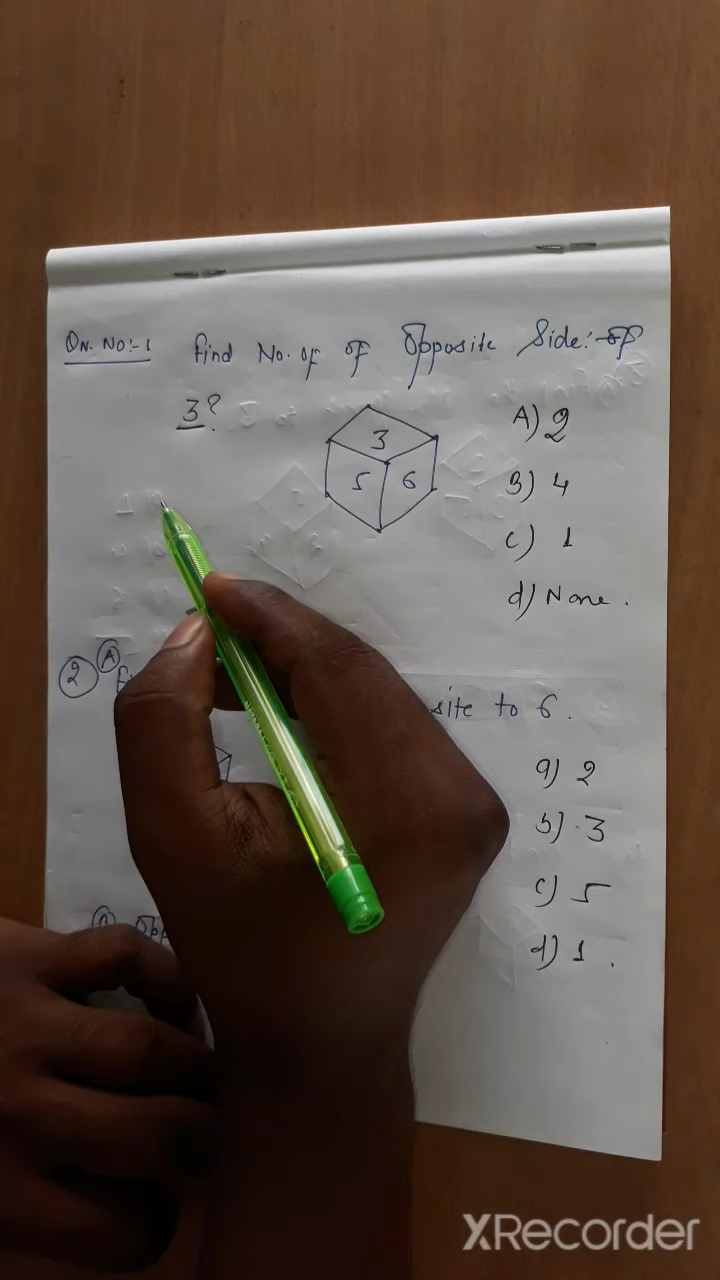 QN. NO:-1 Find No. of of Opposite Side:- of
3?
3
5 6
A) 2
B) 4
C) 1
d) None.
2 A
site to 6.
a) 2
b) 3
c) 5
d) 1.
XRecorder